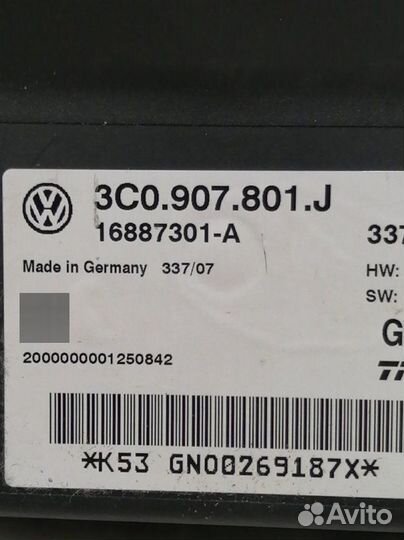 3C0.907.801.J
16887301-A 337
Made in Germany 337/07 HW:
SW:
G
2000000001250842
*K53 GN00269187X*
Avito